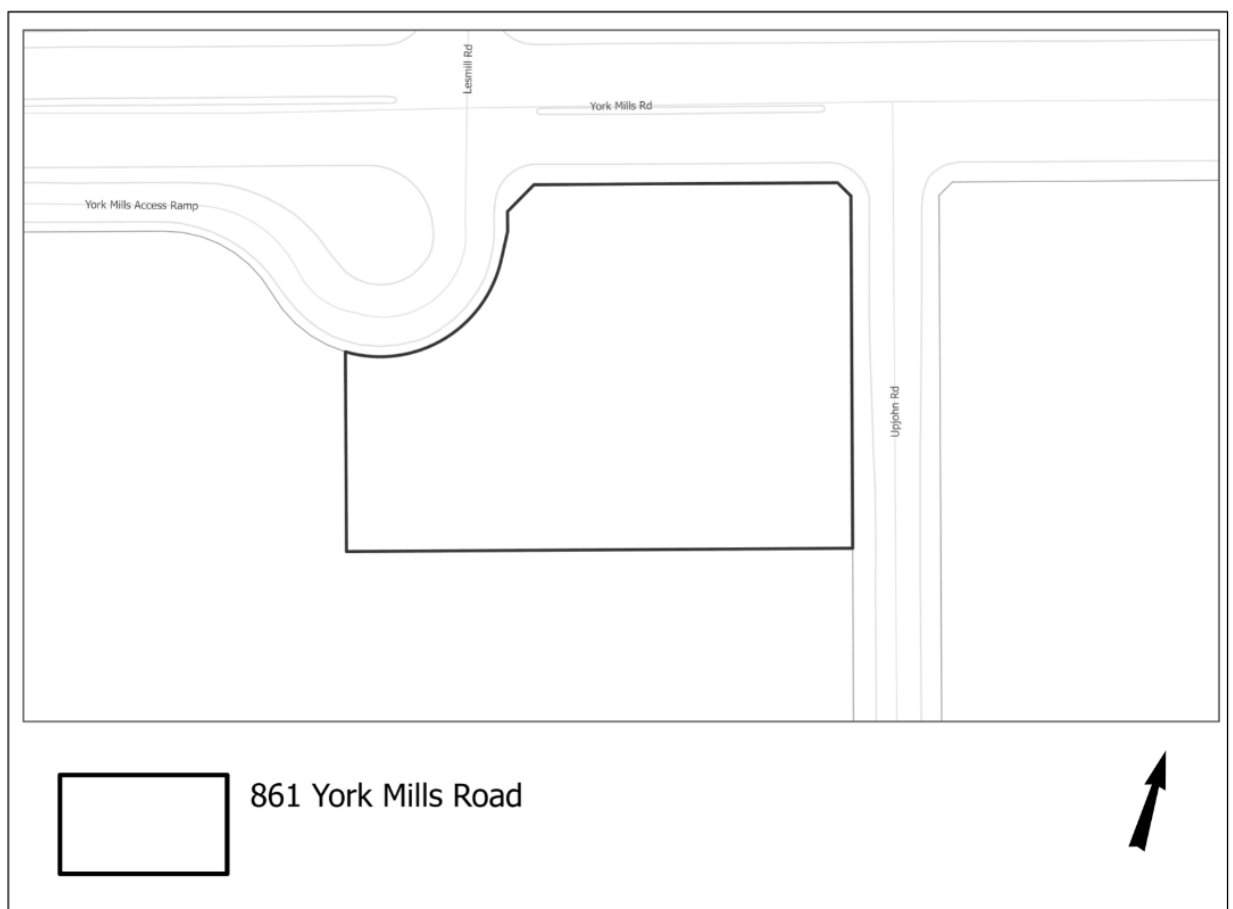 Lesmill Rd
York Mills Rd
York Mills Access Ramp
Upjohn Rd
861 York Mills Road